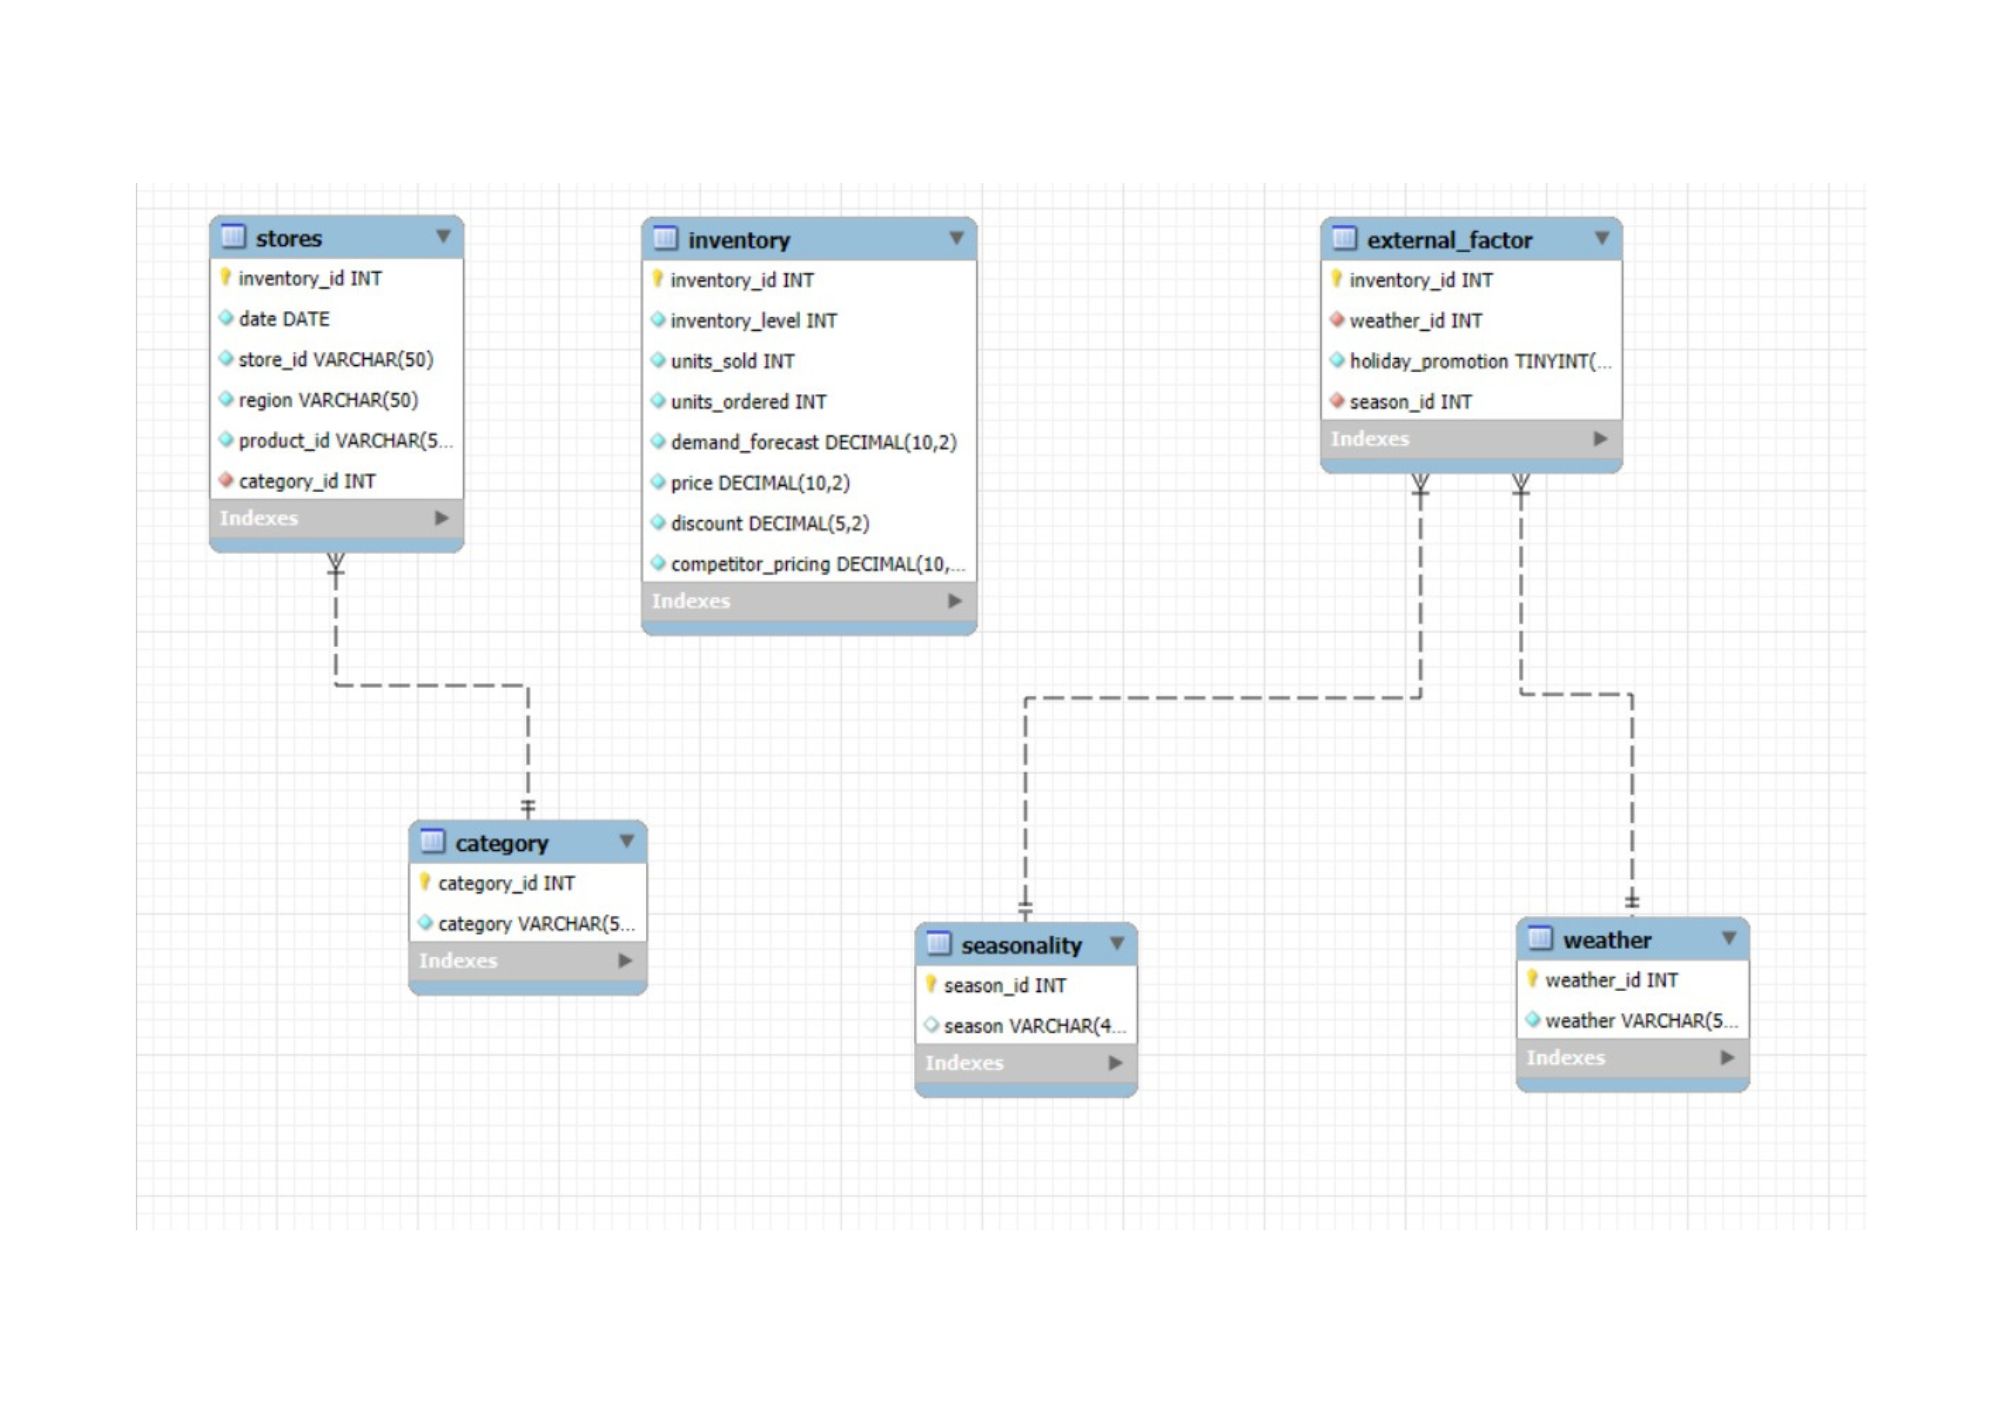 stores
inventory_id INT
date DATE
store_id VARCHAR(50)
region VARCHAR(50)
product_id VARCHAR(5...
category_id INT
Indexes
inventory
inventory_id INT
inventory_level INT
units_sold INT
units_ordered INT
demand_forecast DECIMAL(10,2)
price DECIMAL(10,2)
discount DECIMAL(5,2)
competitor_pricing DECIMAL(10,...
Indexes
external_factor
inventory_id INT
weather_id INT
holiday_promotion TINYINT(...
season_id INT
Indexes
category
category_id INT
category VARCHAR(5...
Indexes
seasonality
season_id INT
season VARCHAR(4...
Indexes
weather
weather_id INT
weather VARCHAR(5...
Indexes